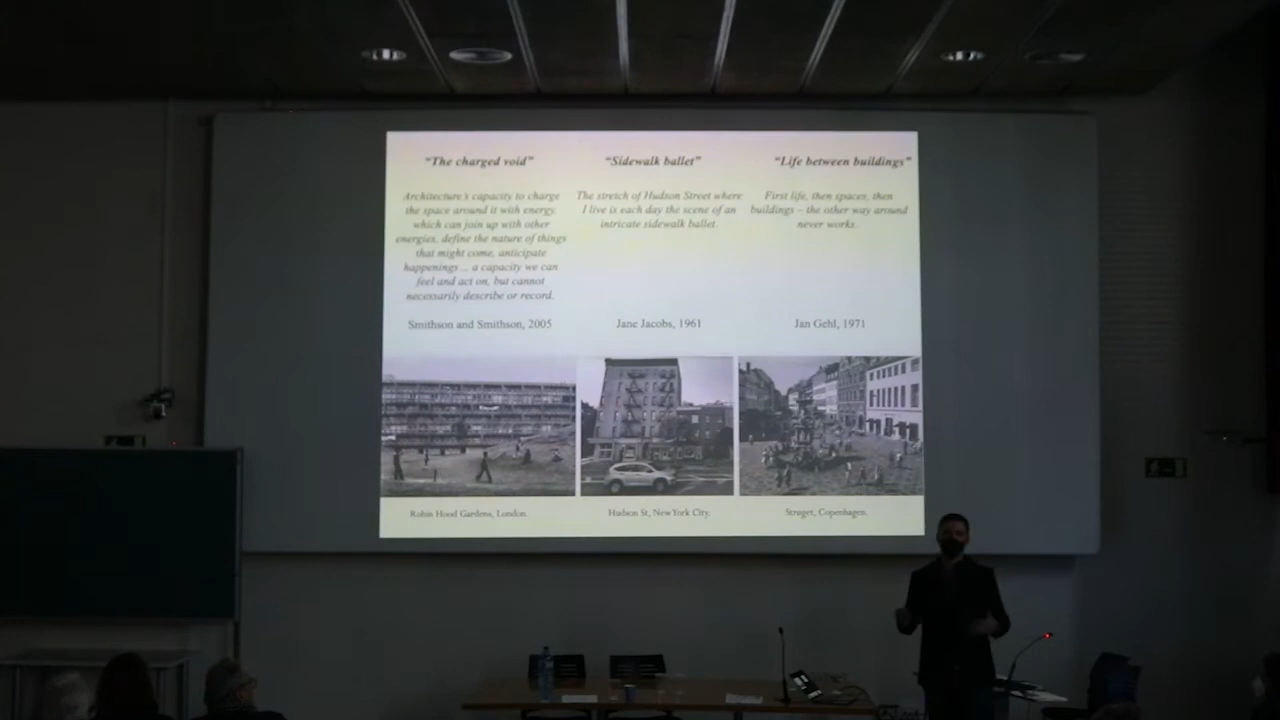 “The charged void”
Architecture's capacity to charge
the space around it with energy,
which can join up with other
energies, define the nature of things
that might come, anticipate
happenings ... a capacity we can
feel and act on, but cannot
necessarily describe or record.
Smithson and Smithson, 2005
Robin Hood Gardens, London.
“Sidewalk ballet”
The stretch of Hudson Street where
I live is each day the scene of an
intricate sidewalk ballet.
Jane Jacobs, 1961
Hudson St, New York City.
“Life between buildings”
First life, then spaces, then
buildings – the other way around
never works.
Jan Gehl, 1971
Strøget, Copenhagen.